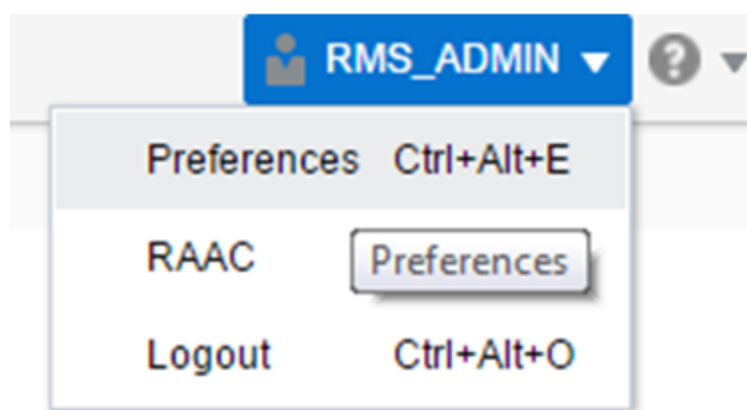 RMS_ADMIN
?
Preferences Ctrl+Alt+E
RAAC
Preferences
Logout Ctrl+Alt+O